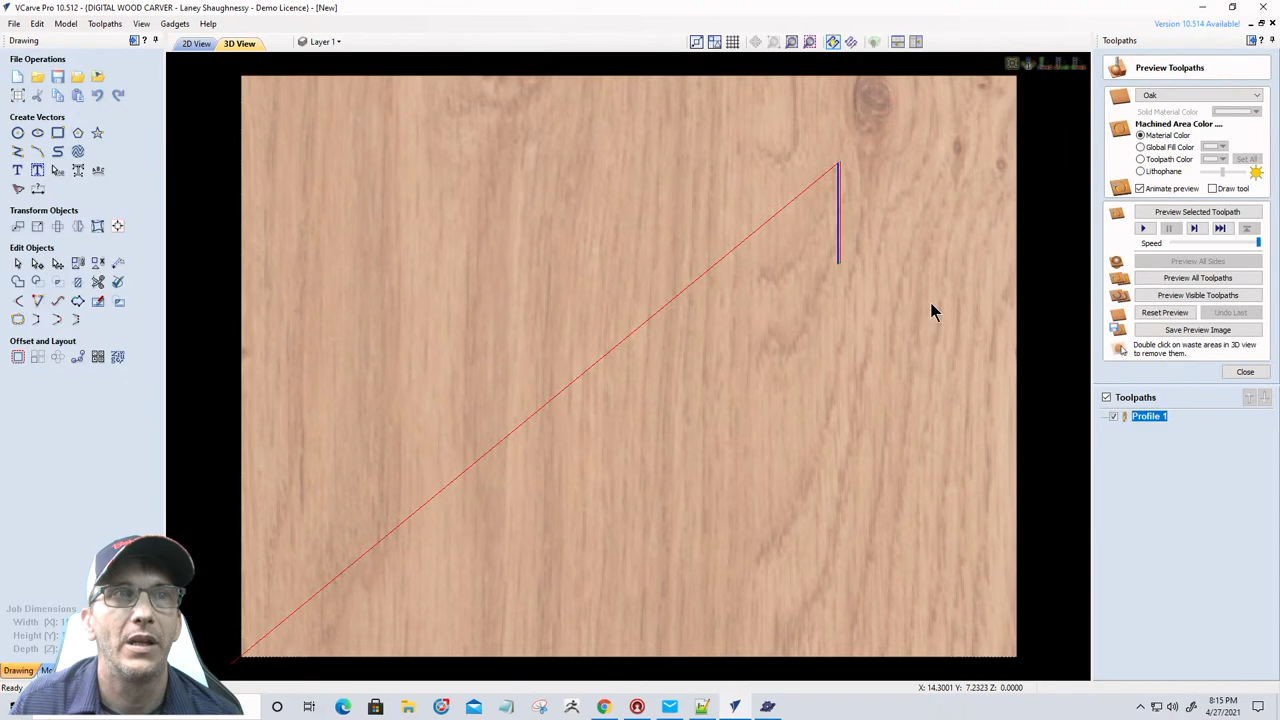 VCarve Pro 10.512 - (DIGITAL WOOD CARVER - Laney Shaughnessy - Demo Licence) - [New]
File Edit Model Toolpaths View Gadgets Help
Version 10.514 Available!
Drawing
2D View
3D View
Layer 1
Toolpaths
File Operations
Create Vectors
Transform Objects
Edit Objects
Offset and Layout
Job Dimensions
Width [X]:
Height [Y]:
Depth [Z]:
Drawing
Ready
Preview Toolpaths
Oak
Solid Material Color
Machined Area Color ....
Material Color
Global Fill Color
Toolpath Color
Set All
Lithophane
Animate preview
Draw tool
Preview Selected Toolpath
Speed
Preview All Sides
Preview All Toolpaths
Preview Visible Toolpaths
Reset Preview
Undo Last
Save Preview Image
Double click on waste areas in 3D view
to remove them.
Close
Toolpaths
Profile 1
X: 14.3001 Y: 7.2323 Z: 0.0000
8:15 PM
4/27/2021